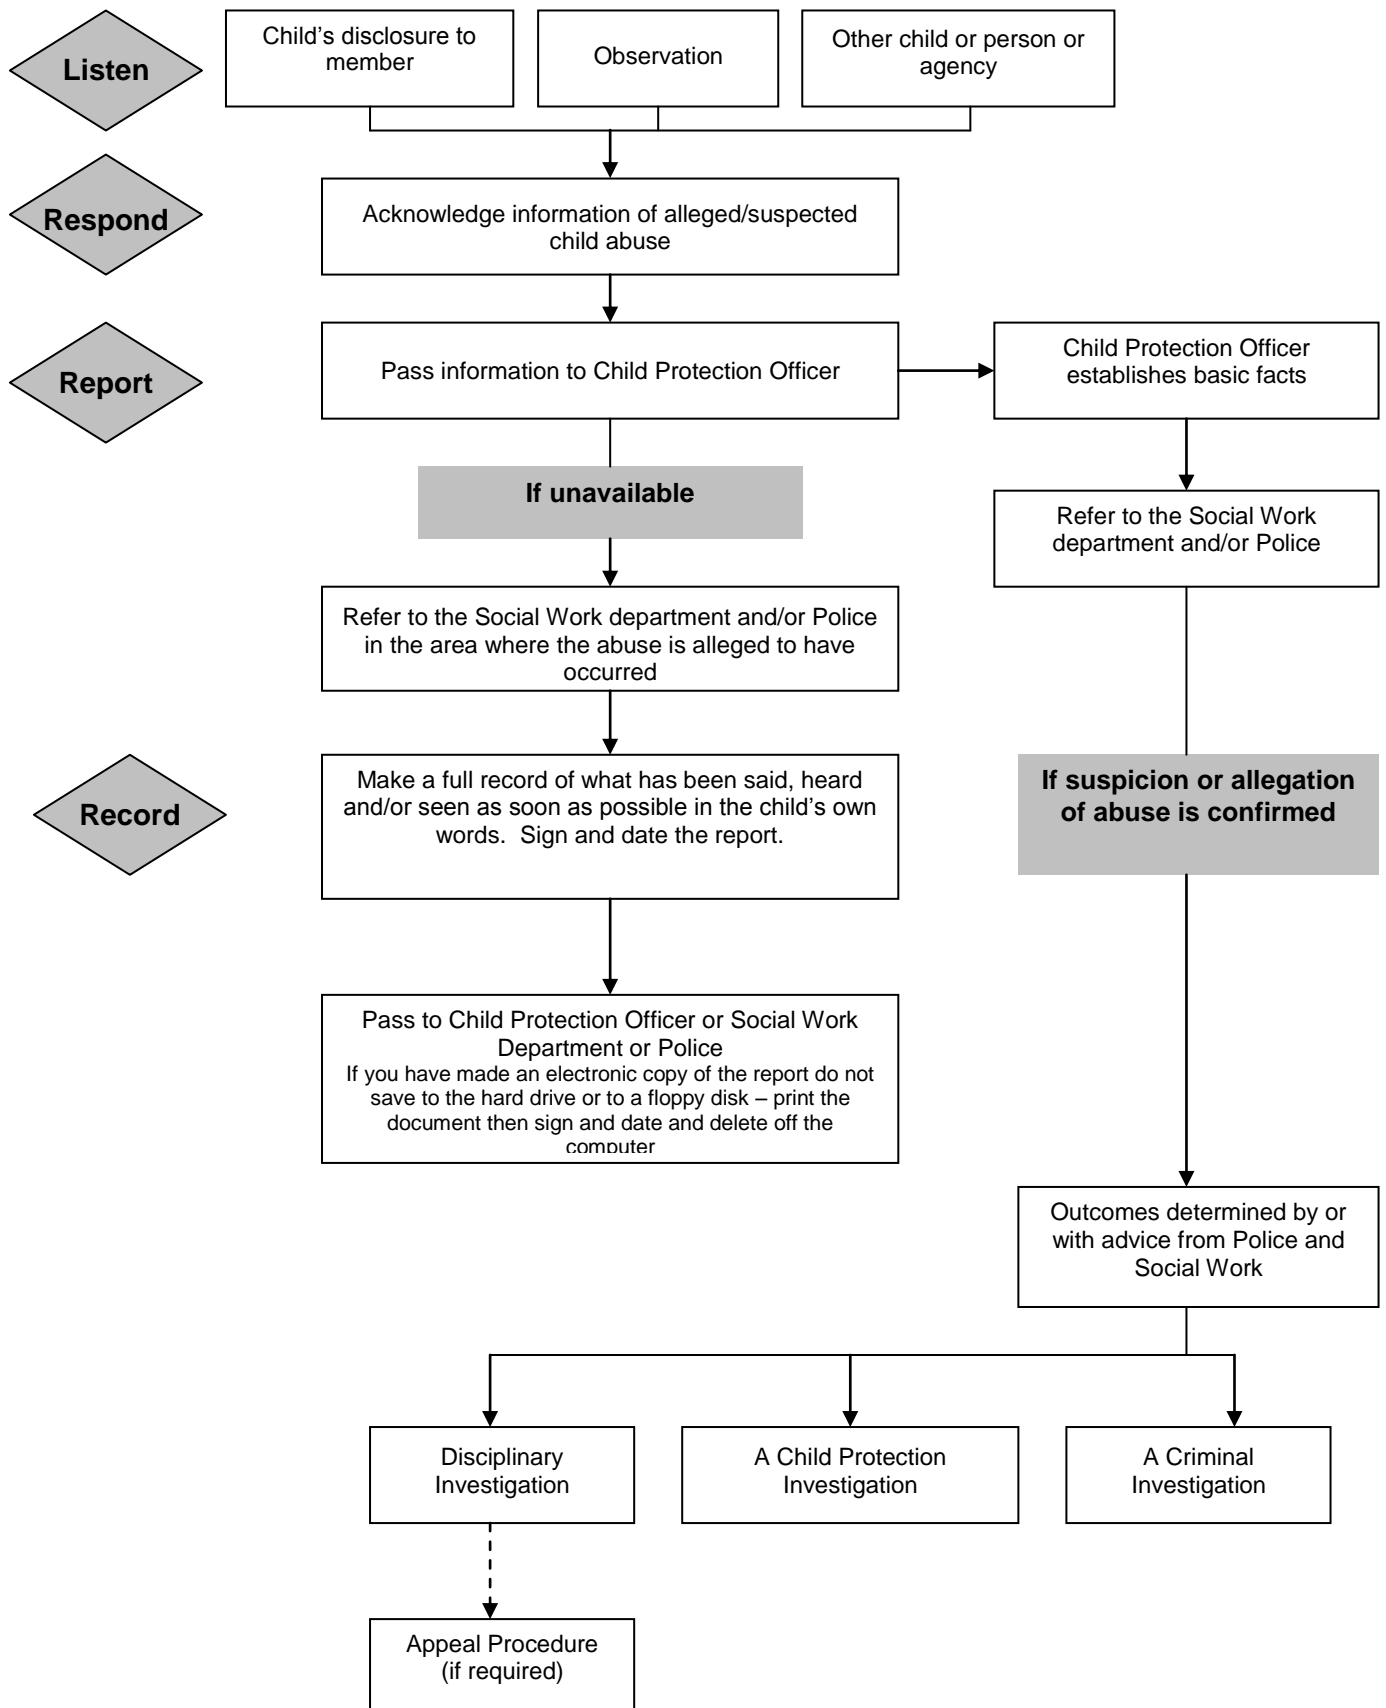 Listen
Child’s disclosure to
member
Observation
Other child or person or
agency
Respond
Acknowledge information of alleged/suspected
child abuse
Report
Pass information to Child Protection Officer
Child Protection Officer
establishes basic facts
If unavailable
Refer to the Social Work
department and/or Police
Refer to the Social Work department and/or Police
in the area where the abuse is alleged to have
occurred
Record
Make a full record of what has been said, heard
and/or seen as soon as possible in the child’s own
words.  Sign and date the report.
If suspicion or allegation
of abuse is confirmed
Pass to Child Protection Officer or Social Work
Department or Police
If you have made an electronic copy of the report do not
save to the hard drive or to a floppy disk – print the
document then sign and date and delete off the
computer
Outcomes determined by or
with advice from Police and
Social Work
Disciplinary
Investigation
A Child Protection
Investigation
A Criminal
Investigation
Appeal Procedure
(if required)